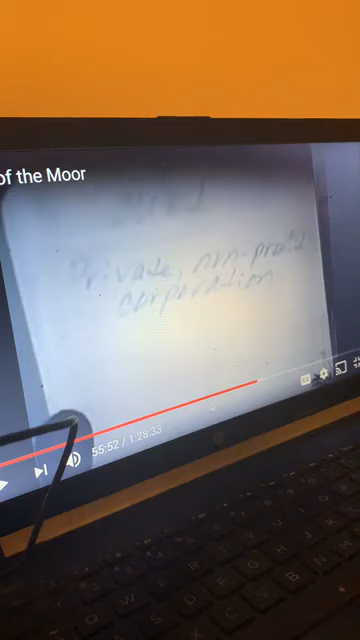 of the Moor
Private, non-profit
corporation
55:52 / 1:28:33